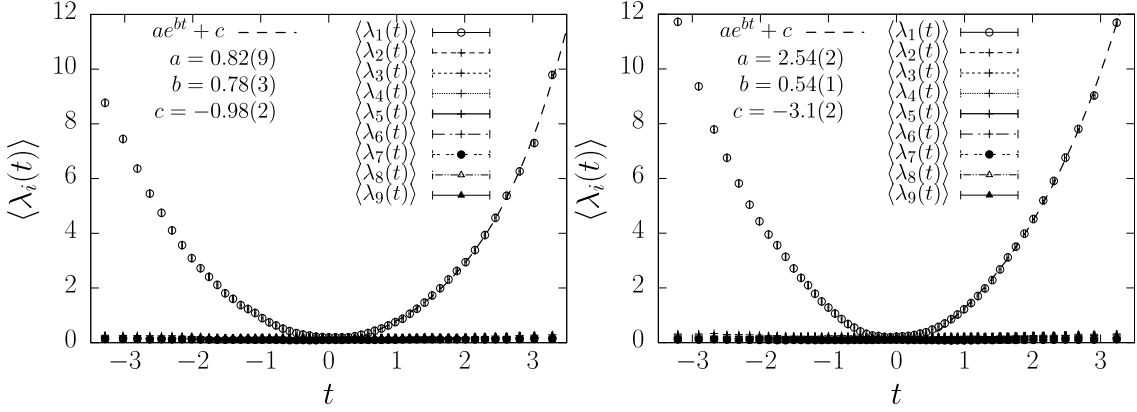 12
10
8
6
4
2
0
−3
−2
−1
0
1
2
3
t
⟨λᵢ(t)⟩
ae^{bt} + c
a = 0.82(9)
b = 0.78(3)
c = −0.98(2)
⟨λ₁(t)⟩
⟨λ₂(t)⟩
⟨λ₃(t)⟩
⟨λ₄(t)⟩
⟨λ₅(t)⟩
⟨λ₆(t)⟩
⟨λ₇(t)⟩
⟨λ₈(t)⟩
⟨λ₉(t)⟩
12
10
8
6
4
2
0
−3
−2
−1
0
1
2
3
t
⟨λᵢ(t)⟩
ae^{bt} + c
a = 2.54(2)
b = 0.54(1)
c = −3.1(2)
⟨λ₁(t)⟩
⟨λ₂(t)⟩
⟨λ₃(t)⟩
⟨λ₄(t)⟩
⟨λ₅(t)⟩
⟨λ₆(t)⟩
⟨λ₇(t)⟩
⟨λ₈(t)⟩
⟨λ₉(t)⟩